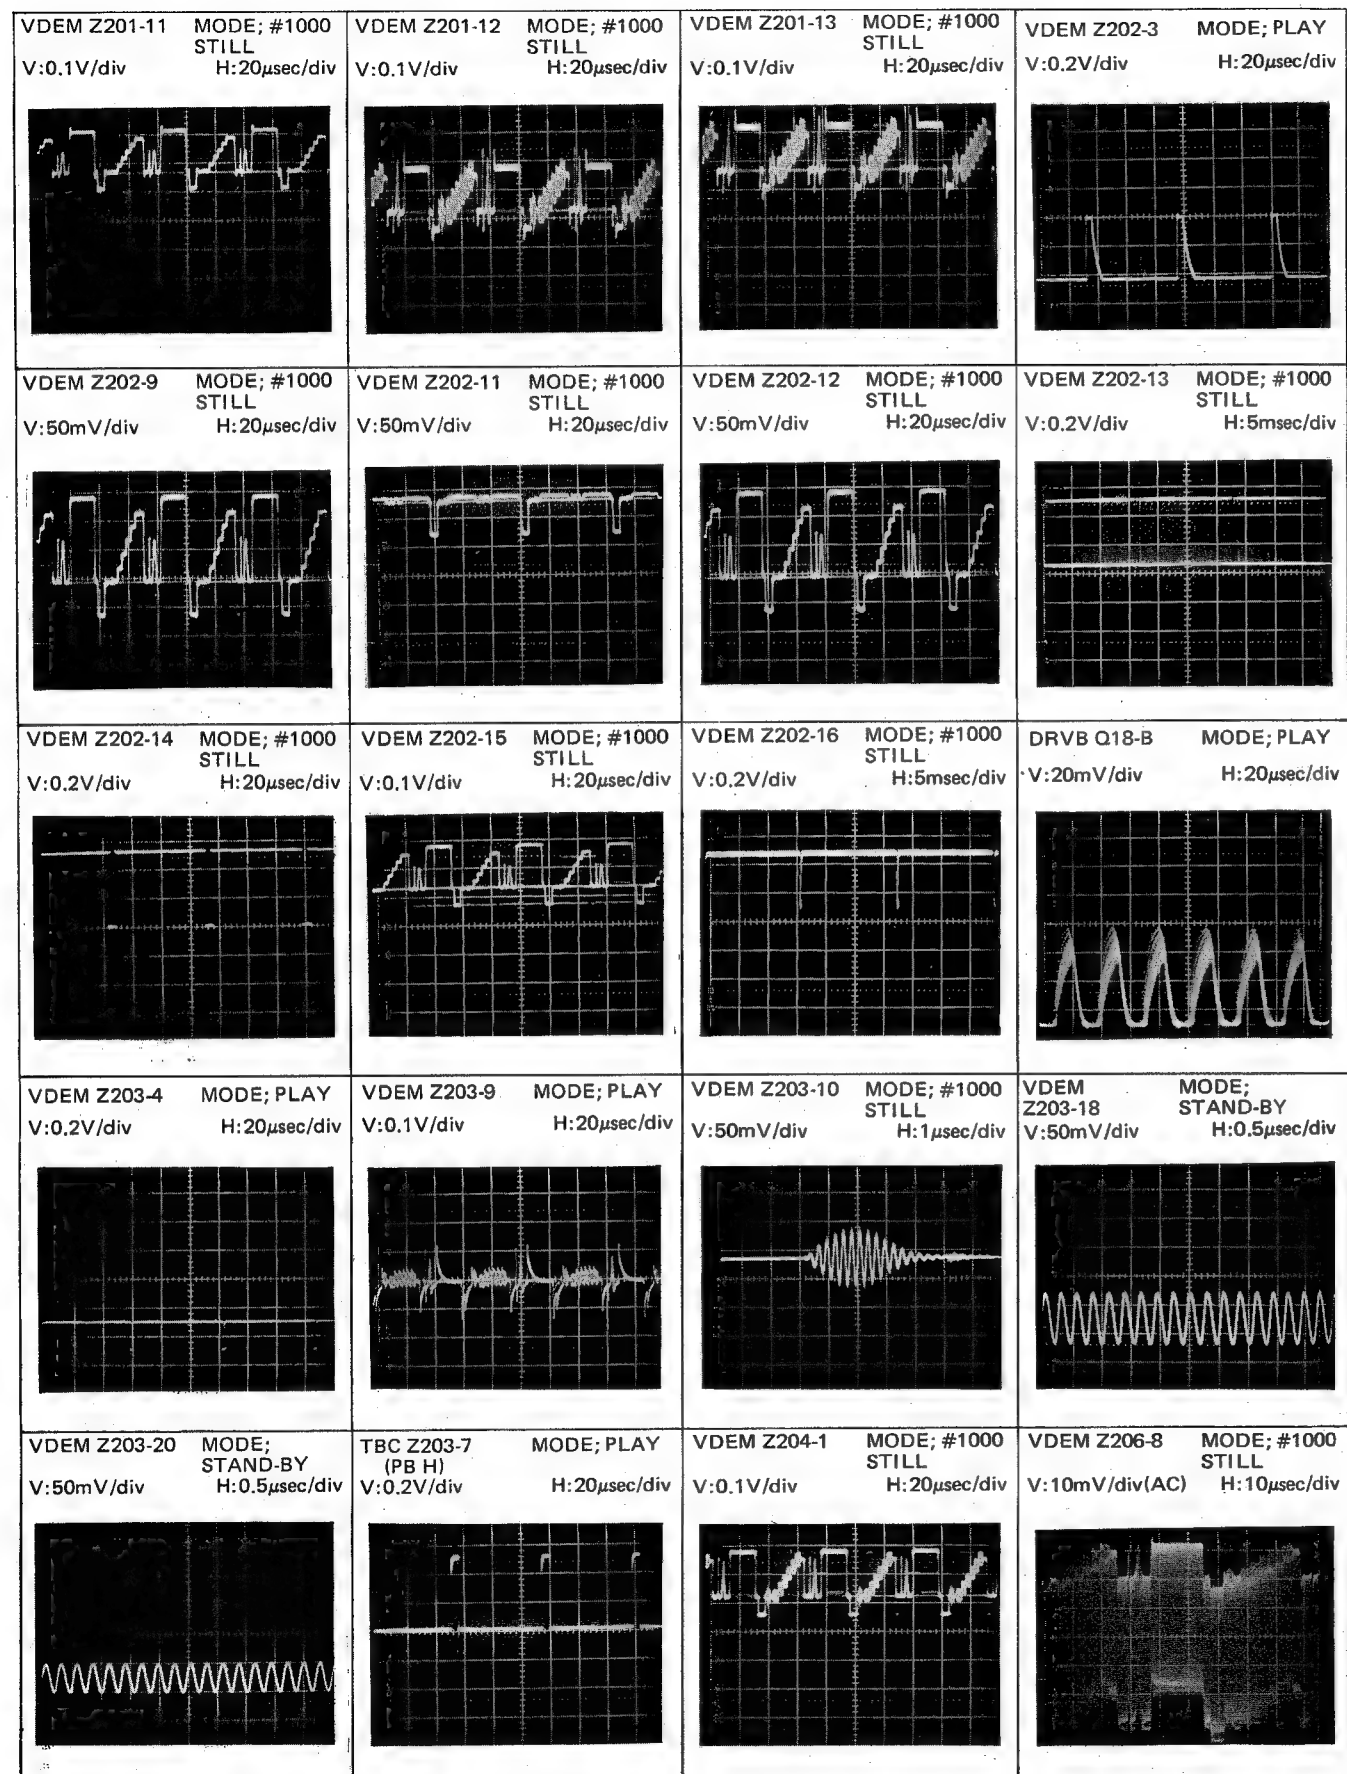 VDEM Z201-11 MODE; #1000
STILL
V:0.1V/div H:20μsec/div
VDEM Z201-12 MODE; #1000
STILL
V:0.1V/div H:20μsec/div
VDEM Z201-13 MODE; #1000
STILL
V:0.1V/div H:20μsec/div
VDEM Z202-3 MODE; PLAY
V:0.2V/div H:20μsec/div
VDEM Z202-9 MODE; #1000
STILL
V:50mV/div H:20μsec/div
VDEM Z202-11 MODE; #1000
STILL
V:50mV/div H:20μsec/div
VDEM Z202-12 MODE; #1000
STILL
V:50mV/div H:20μsec/div
VDEM Z202-13 MODE; #1000
STILL
V:0.2V/div H:5msec/div
VDEM Z202-14 MODE; #1000
STILL
V:0.2V/div H:20μsec/div
VDEM Z202-15 MODE; #1000
STILL
V:0.1V/div H:20μsec/div
VDEM Z202-16 MODE; #1000
STILL
V:0.2V/div H:5msec/div
DRVB Q18-B MODE; PLAY
V:20mV/div H:20μsec/div
VDEM Z203-4 MODE; PLAY
V:0.2V/div H:20μsec/div
VDEM Z203-9 MODE; PLAY
V:0.1V/div H:20μsec/div
VDEM Z203-10 MODE; #1000
STILL
V:50mV/div H:1μsec/div
VDEM MODE;
Z203-18 STAND-BY
V:50mV/div H:0.5μsec/div
VDEM Z203-20 MODE;
STAND-BY
V:50mV/div H:0.5μsec/div
TBC Z203-7 MODE; PLAY
(PB H)
V:0.2V/div H:20μsec/div
VDEM Z204-1 MODE; #1000
STILL
V:0.1V/div H:20μsec/div
VDEM Z206-8 MODE; #1000
STILL
V:10mV/div(AC) H:10μsec/div